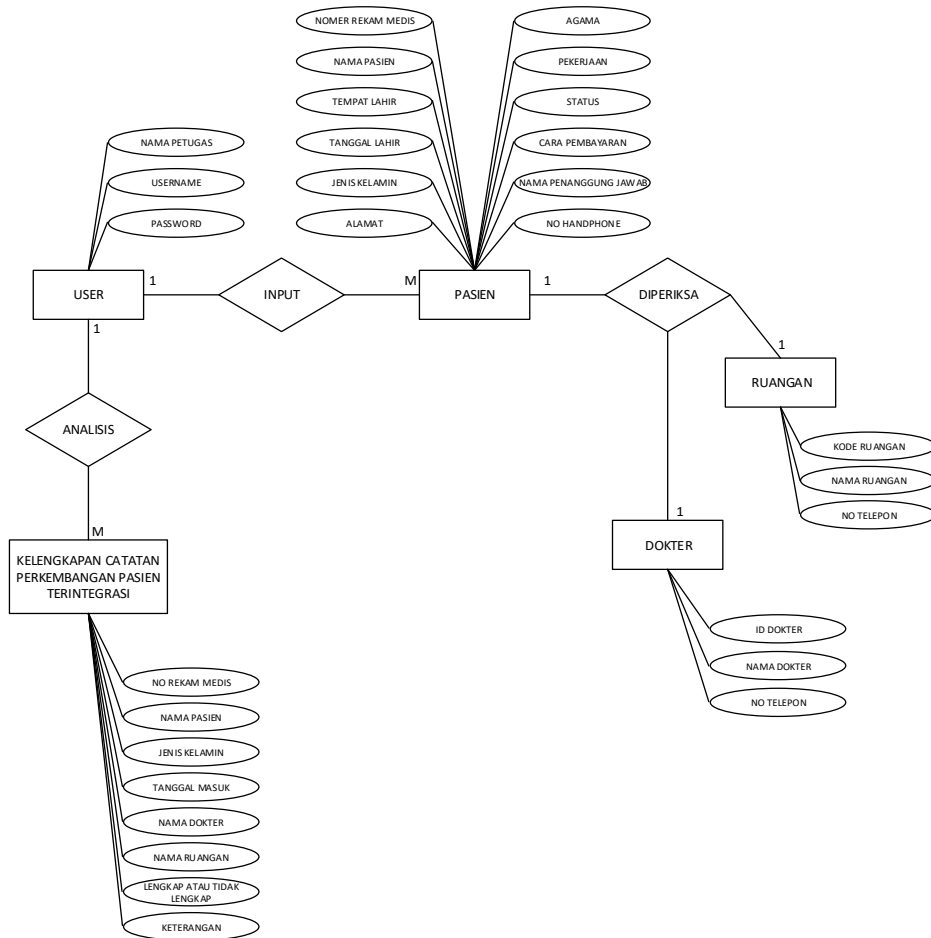 NOMER REKAM MEDIS
NAMA PASIEN
TEMPAT LAHIR
TANGGAL LAHIR
JENIS KELAMIN
ALAMAT
AGAMA
PEKERJAAN
STATUS
CARA PEMBAYARAN
NAMA PENANGGUNG JAWAB
NO HANDPHONE
NAMA PETUGAS
USERNAME
PASSWORD
USER
1
INPUT
M
PASIEN
1
DIPERIKSA
1
RUANGAN
KODE RUANGAN
NAMA RUANGAN
NO TELEPON
1
DOKTER
ID DOKTER
NAMA DOKTER
NO TELEPON
1
ANALISIS
M
KELENGKAPAN CATATAN
PERKEMBANGAN PASIEN
TERINTEGRASI
NO REKAM MEDIS
NAMA PASIEN
JENIS KELAMIN
TANGGAL MASUK
NAMA DOKTER
NAMA RUANGAN
LENGKAP ATAU TIDAK
LENGKAP
KETERANGAN